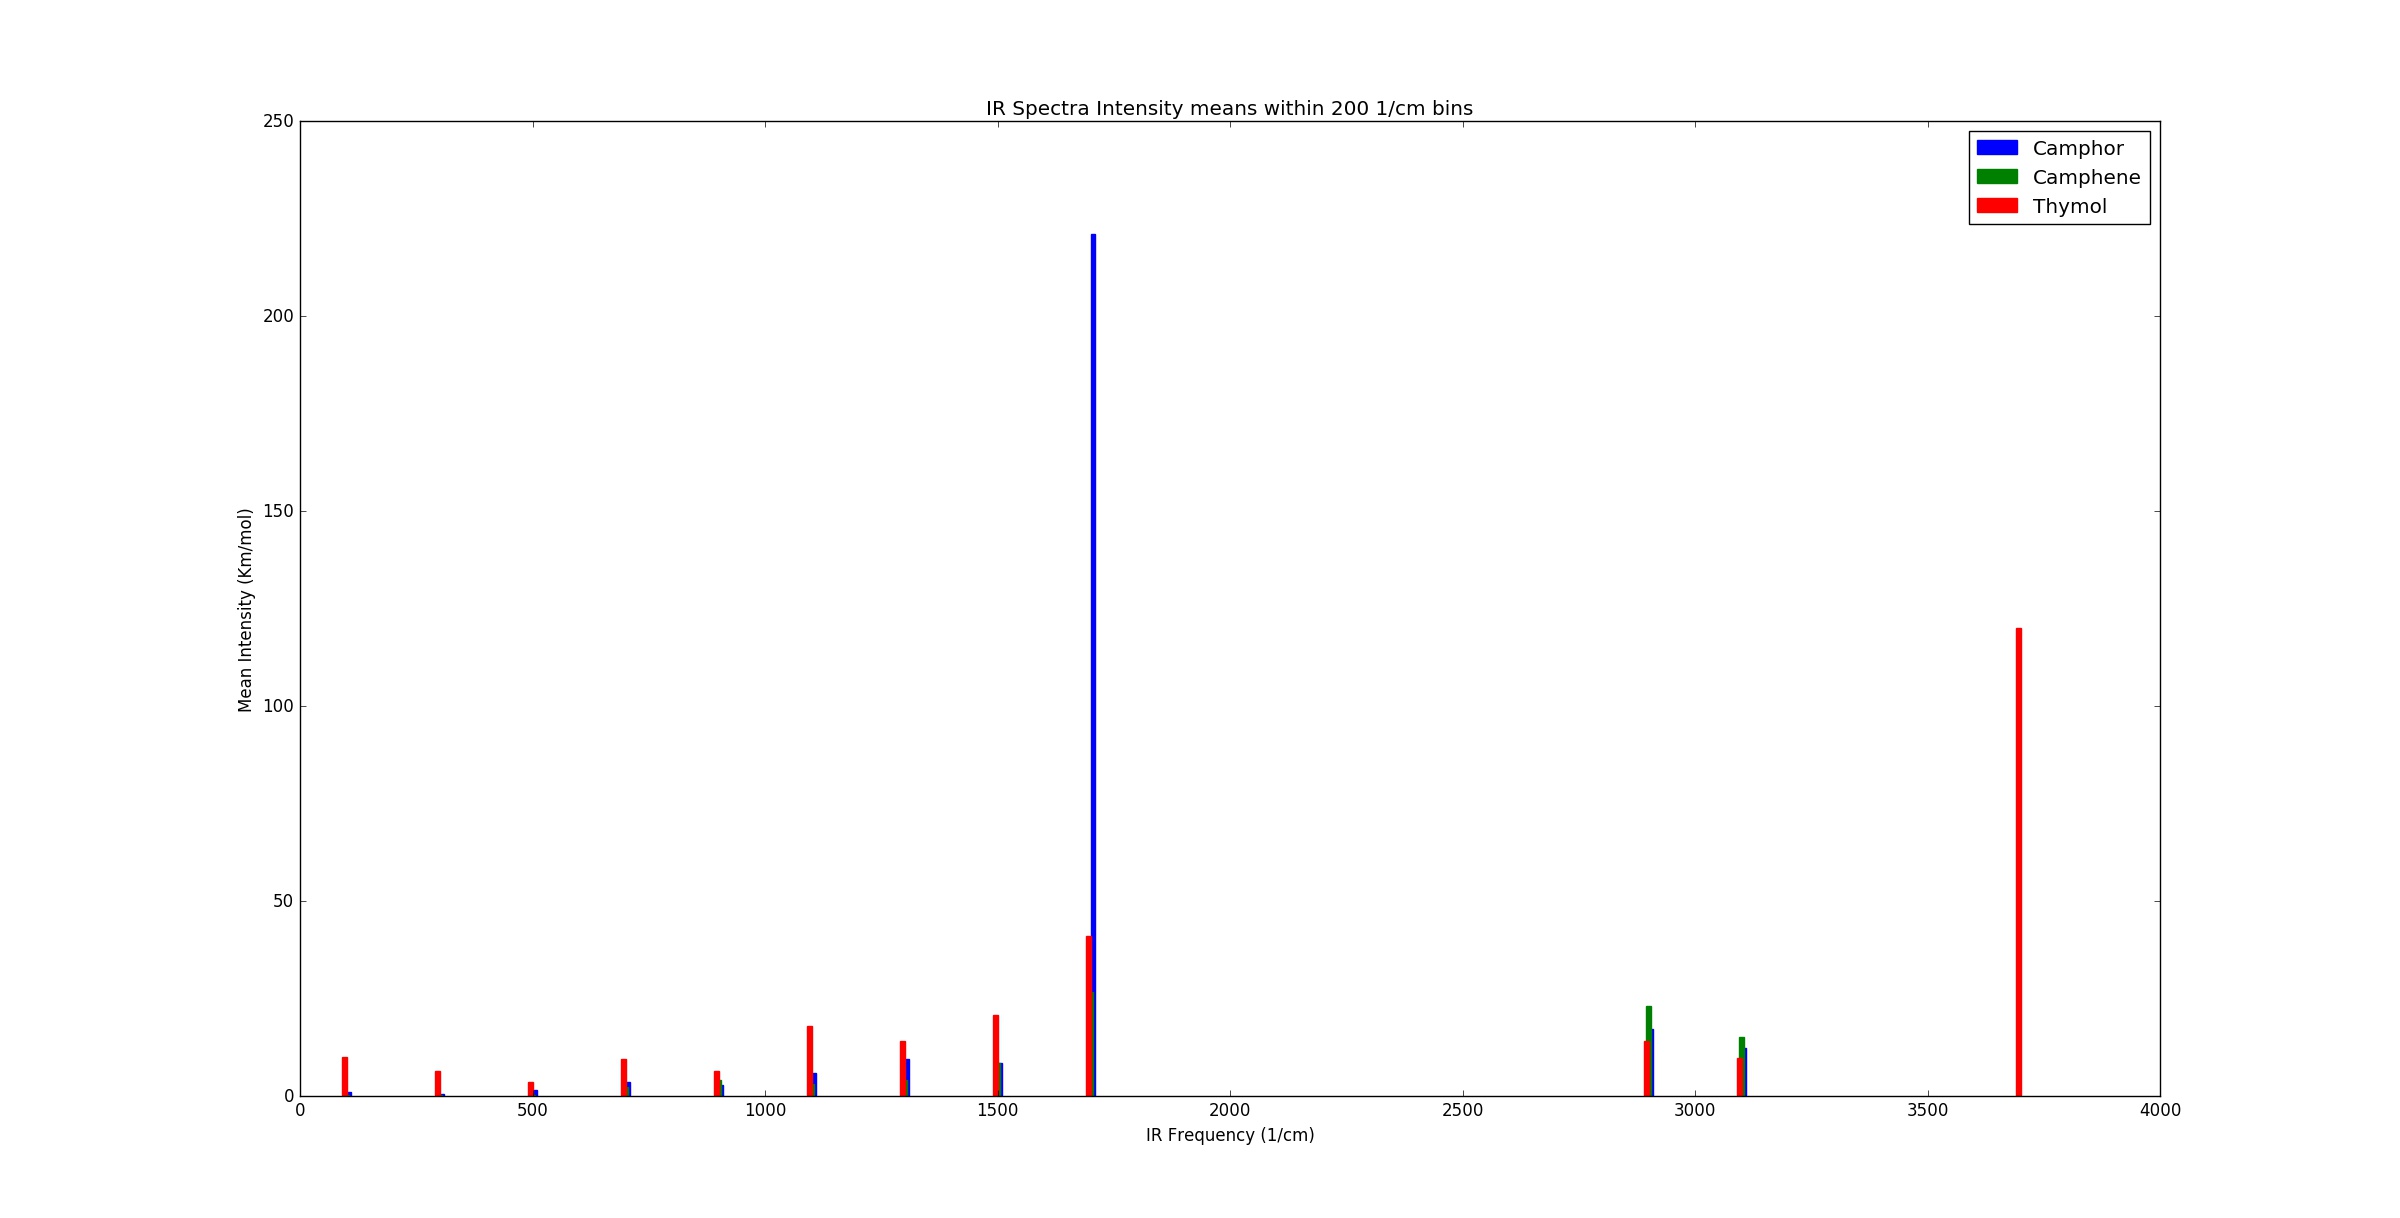 IR Spectra Intensity means within 200 1/cm bins
Camphor
Camphene
Thymol
Mean Intensity (Km/mol)
250
200
150
100
50
0
0 500 1000 1500 2000 2500 3000 3500 4000
IR Frequency (1/cm)